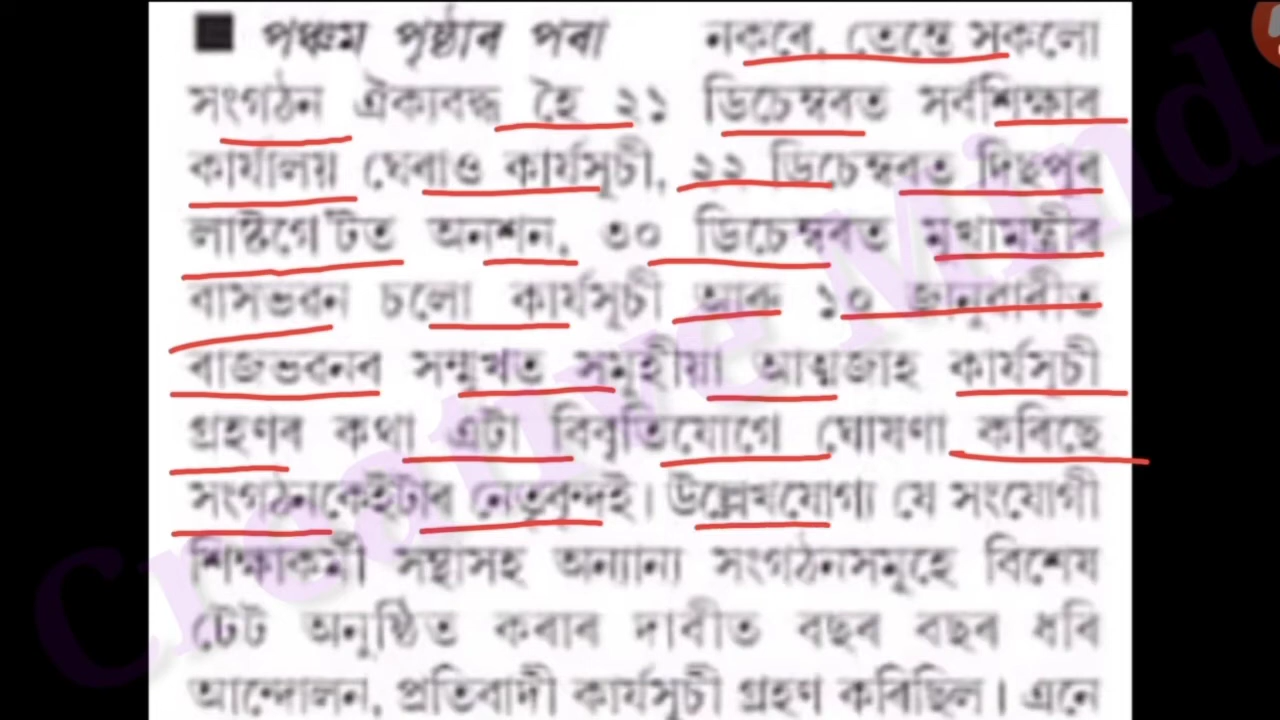 ■ পঞ্চম পৃষ্ঠাৰ পৰা নকৰে, তেন্তে সকলো
সংগঠন ঐক্যবদ্ধ হৈ ২১ ডিচেম্বৰত সৰ্বশিক্ষাৰ
কাৰ্যালয় ঘেৰাও কাৰ্যসূচী, ২২ ডিচেম্বৰত দিছপুৰ
লাষ্টগে'টত অনশন, ৩০ ডিচেম্বৰত মুখ্যমন্ত্ৰীৰ
বাসভৱন চলো কাৰ্যসূচী আৰু ১০ জানুৱাৰীত
ৰাজভৱনৰ সন্মুখত সমূহীয়া আত্মজাহ কাৰ্যসূচী
গ্ৰহণৰ কথা এটা বিবৃতিযোগে ঘোষণা কৰিছে
সংগঠনকেইটাৰ নেতৃবৃন্দই। উল্লেখযোগ্য যে সংযোগী
শিক্ষাকৰ্মী সন্থাসহ অন্যান্য সংগঠনসমূহে বিশেষ
টেট অনুষ্ঠিত কৰাৰ দাবীত বছৰ বছৰ ধৰি
আন্দোলন, প্ৰতিবাদী কাৰ্যসূচী গ্ৰহণ কৰিছিল। এনে
Creative Mind